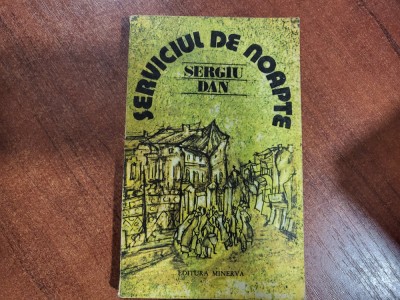 SERVICIUL DE NOAPTE
SERGIU
DAN
EDITURA MINERVA